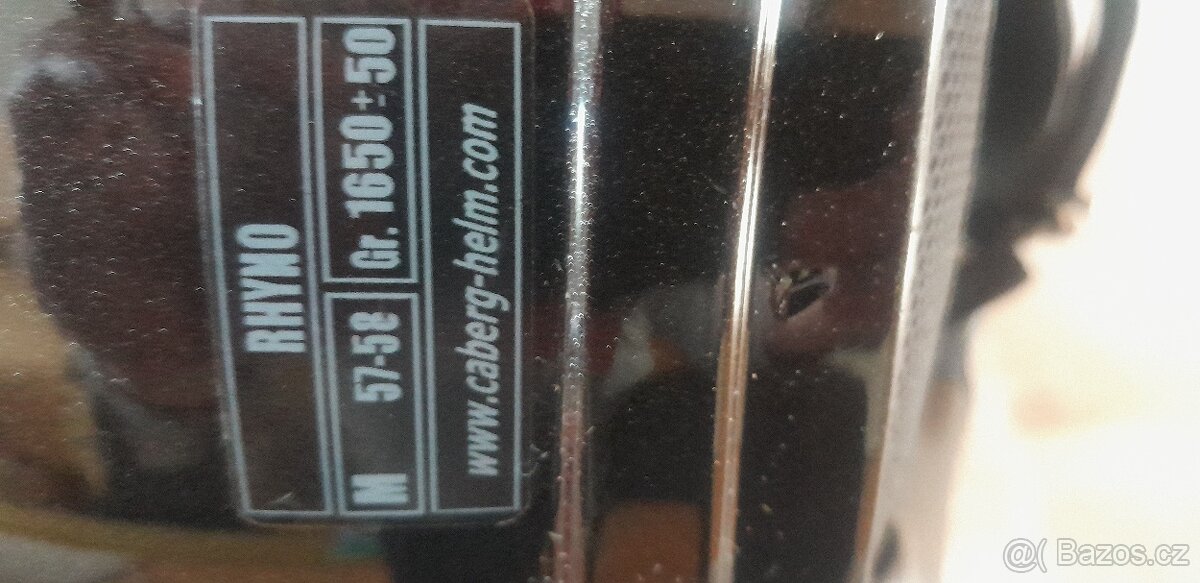 RHYNO
M 57-58 Gr. 1650±50
www.caberg-helm.com
@( Bazos.cz